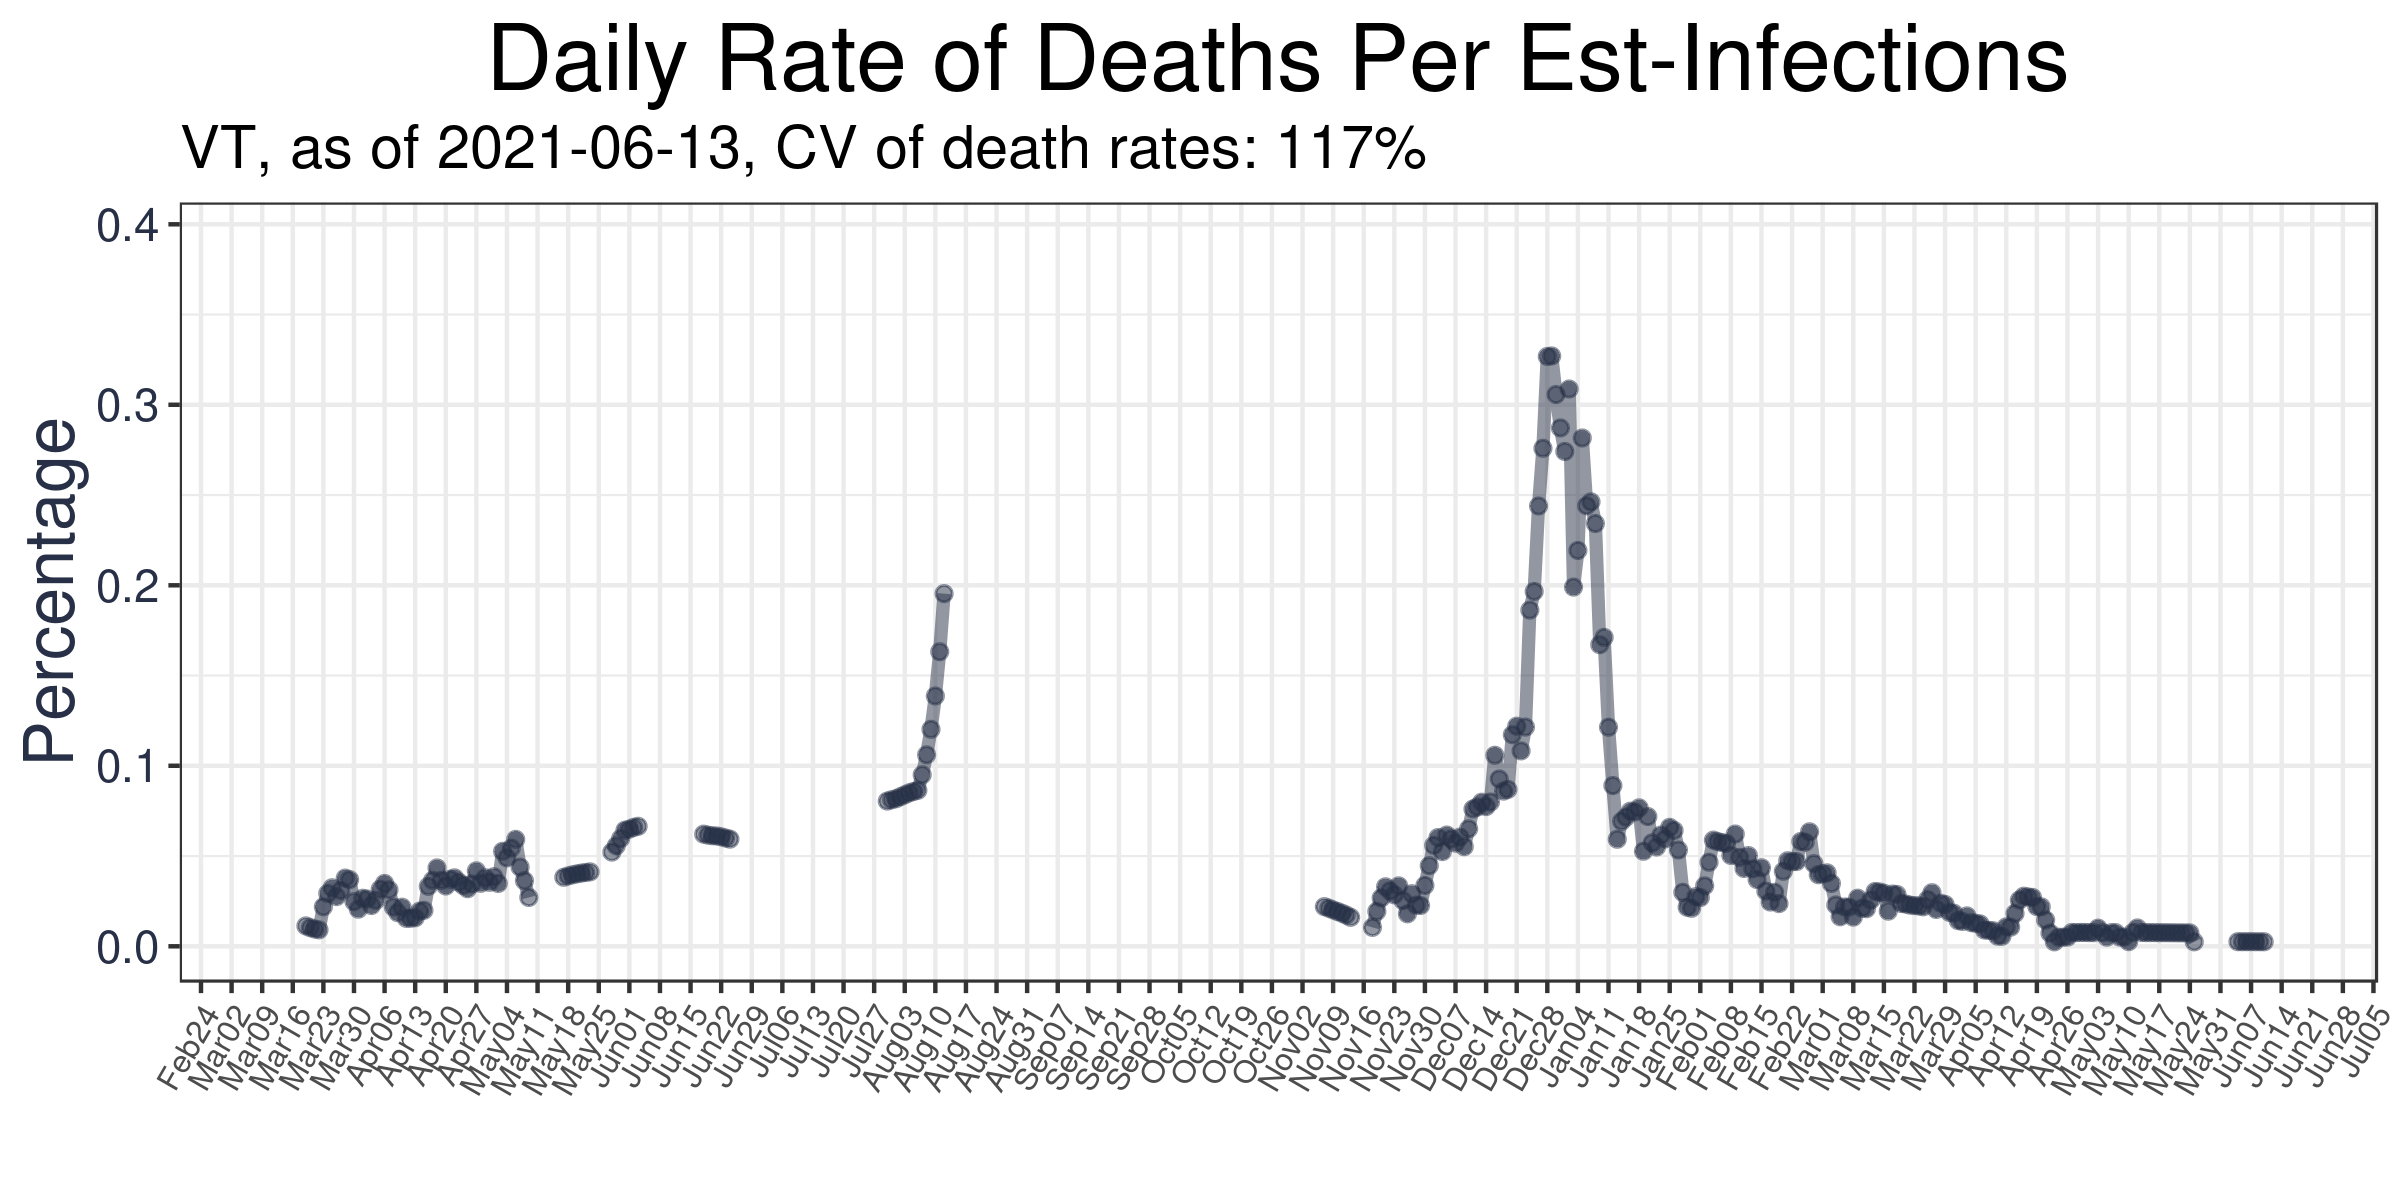 Daily Rate of Deaths Per Est-Infections
VT, as of 2021-06-13, CV of death rates: 117%
Percentage
0.4
0.3
0.2
0.1
0.0
Feb24
Mar02
Mar09
Mar16
Mar23
Mar30
Apr06
Apr13
Apr20
Apr27
May04
May11
May18
May25
Jun01
Jun08
Jun15
Jun22
Jun29
Jul06
Jul13
Jul20
Jul27
Aug03
Aug10
Aug17
Aug24
Aug31
Sep07
Sep14
Sep21
Sep28
Oct05
Oct12
Oct19
Oct26
Nov02
Nov09
Nov16
Nov23
Nov30
Dec07
Dec14
Dec21
Dec28
Dec04
Jan11
Jan18
Jan25
Jan01
Feb08
Feb15
Feb22
Mar01
Mar08
Mar15
Mar22
Mar29
Apr05
Apr12
Apr19
Apr26
May03
May10
May17
May24
May31
Jun07
Jun14
Jun21
Jun28
Jul05